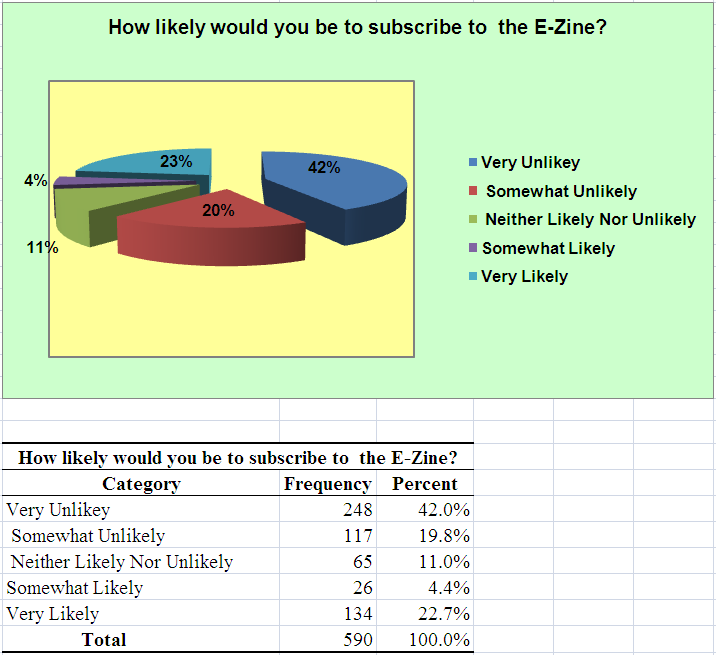 How likely would you be to subscribe to  the E-Zine?
23%
42%
4%
20%
11%
Very Unlikey
Somewhat Unlikely
Neither Likely Nor Unlikely
Somewhat Likely
Very Likely
How likely would you be to subscribe to  the E-Zine?
Category Frequency Percent
Very Unlikey 248 42.0%
Somewhat Unlikely 117 19.8%
Neither Likely Nor Unlikely 65 11.0%
Somewhat Likely 26 4.4%
Very Likely 134 22.7%
Total 590 100.0%